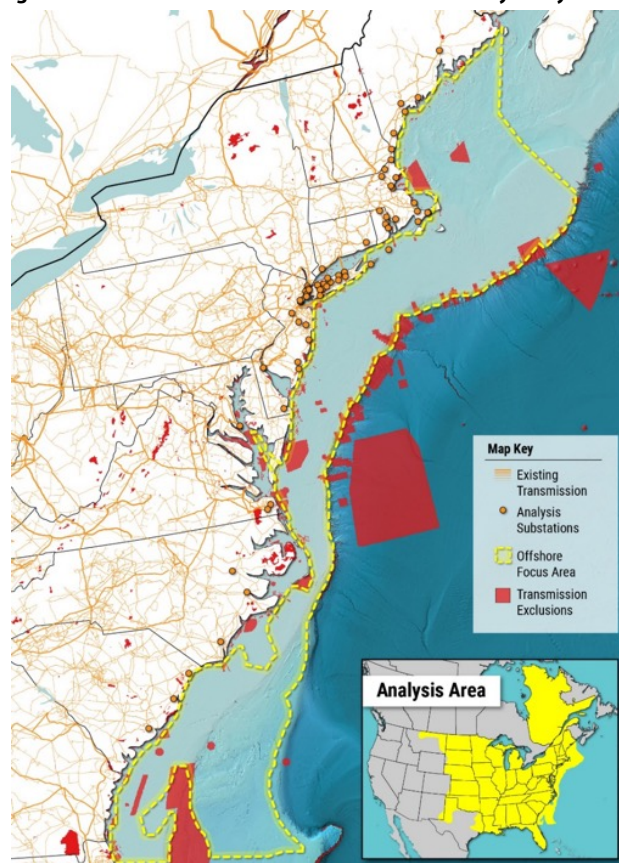 Map Key
Existing
Transmission
Analysis
Substations
Offshore
Focus Area
Transmission
Exclusions
Analysis Area